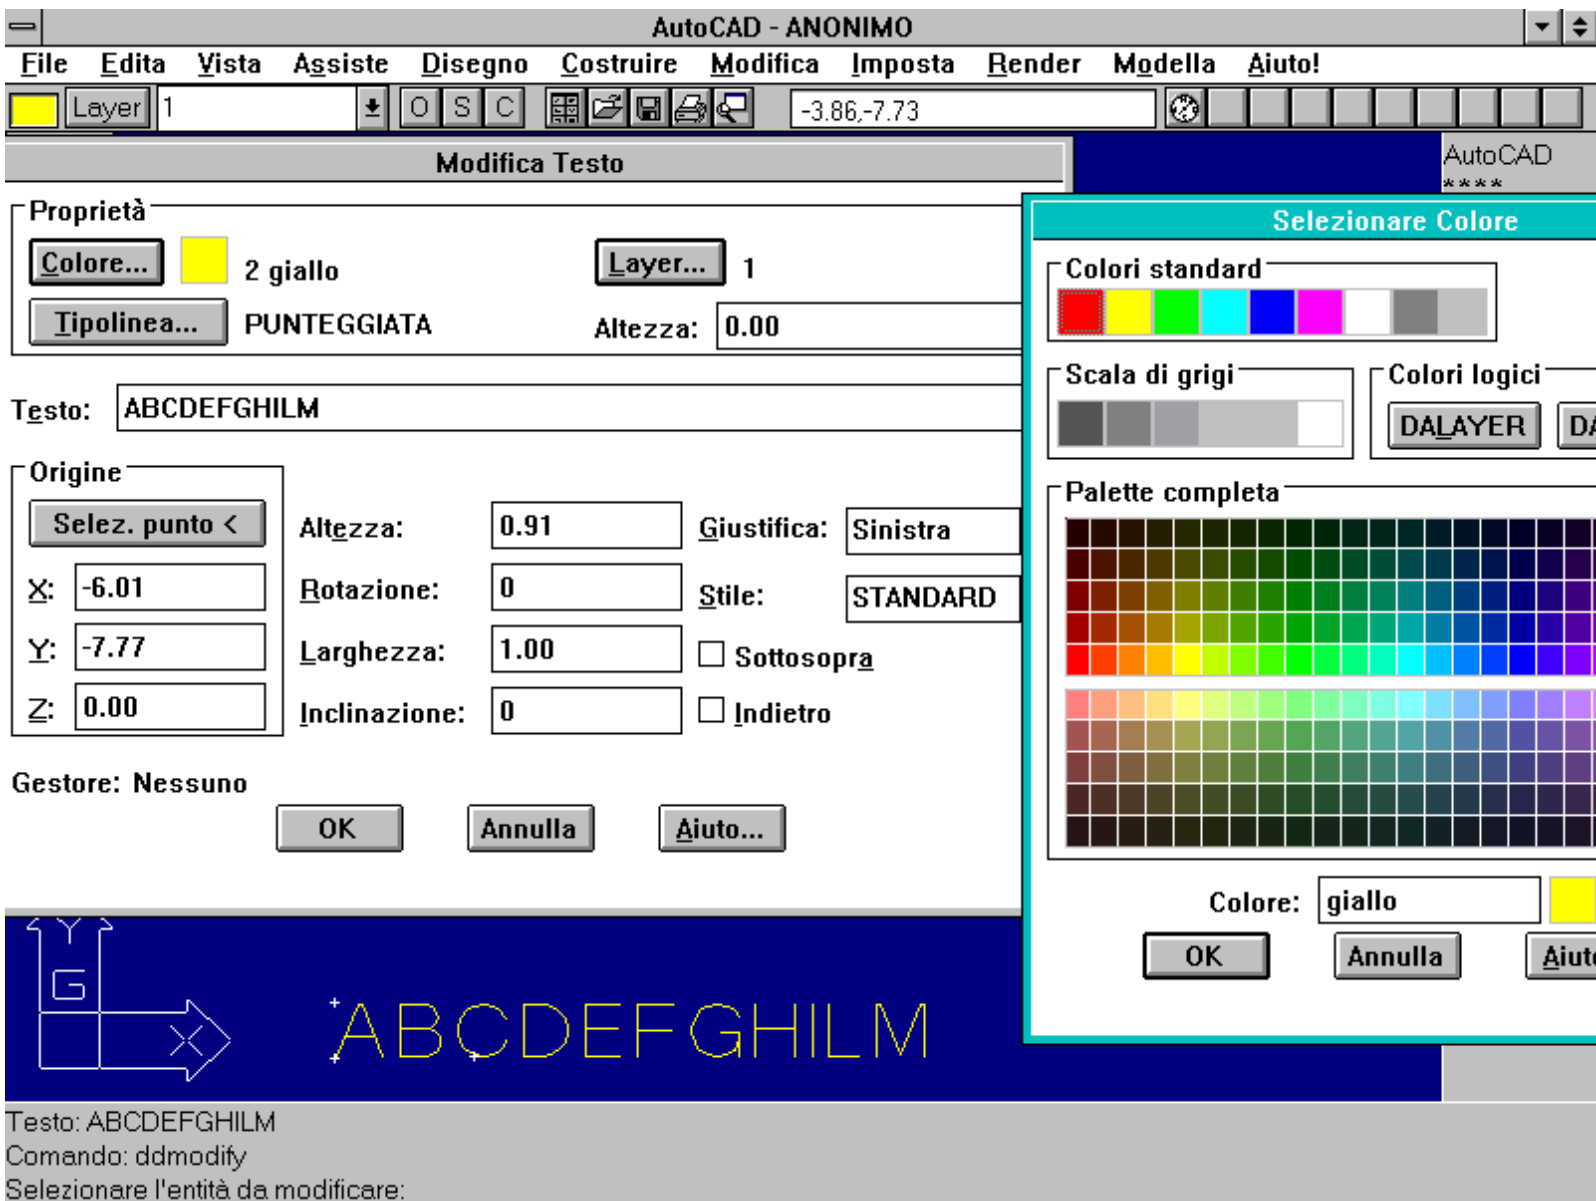 AutoCAD - ANONIMO
File Edita Vista Assiste Disegno Costruire Modifica Imposta Render Modella Aiuto!
Layer 1 O S C -3.86,-7.73
AutoCAD
****
Modifica Testo
Proprietà
Colore... 2 giallo Layer... 1
Tipolinea... PUNTEGGIATA Altezza: 0.00
Testo: ABCDEFGHILM
Origine
Selez. punto < Altezza: 0.91 Giustifica: Sinistra
X: -6.01 Rotazione: 0 Stile: STANDARD
Y: -7.77 Larghezza: 1.00 Sottosopra
Z: 0.00 Inclinazione: 0 Indietro
Gestore: Nessuno
OK Annulla Aiuto...
Selezionare Colore
Colori standard
Scala di grigi Colori logici
DALAYER DA
Palette completa
Colore: giallo
OK Annulla Aiuto
Y
G
X
ABCDEFGHILM
Testo: ABCDEFGHILM
Comando: ddmodify
Selezionare l'entità da modificare: